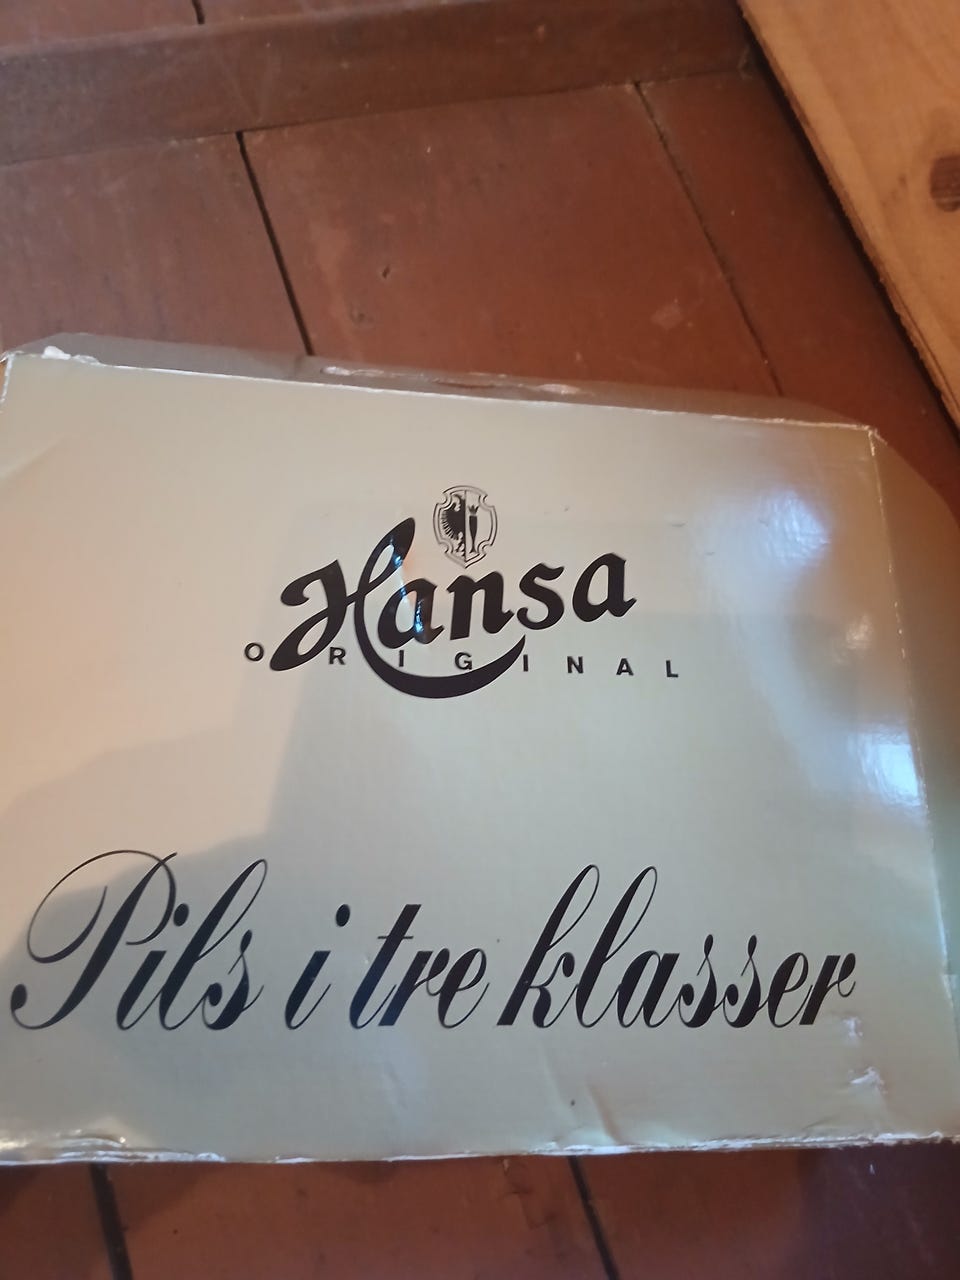 Hansa
ORIGINAL
Pils i tre klasser